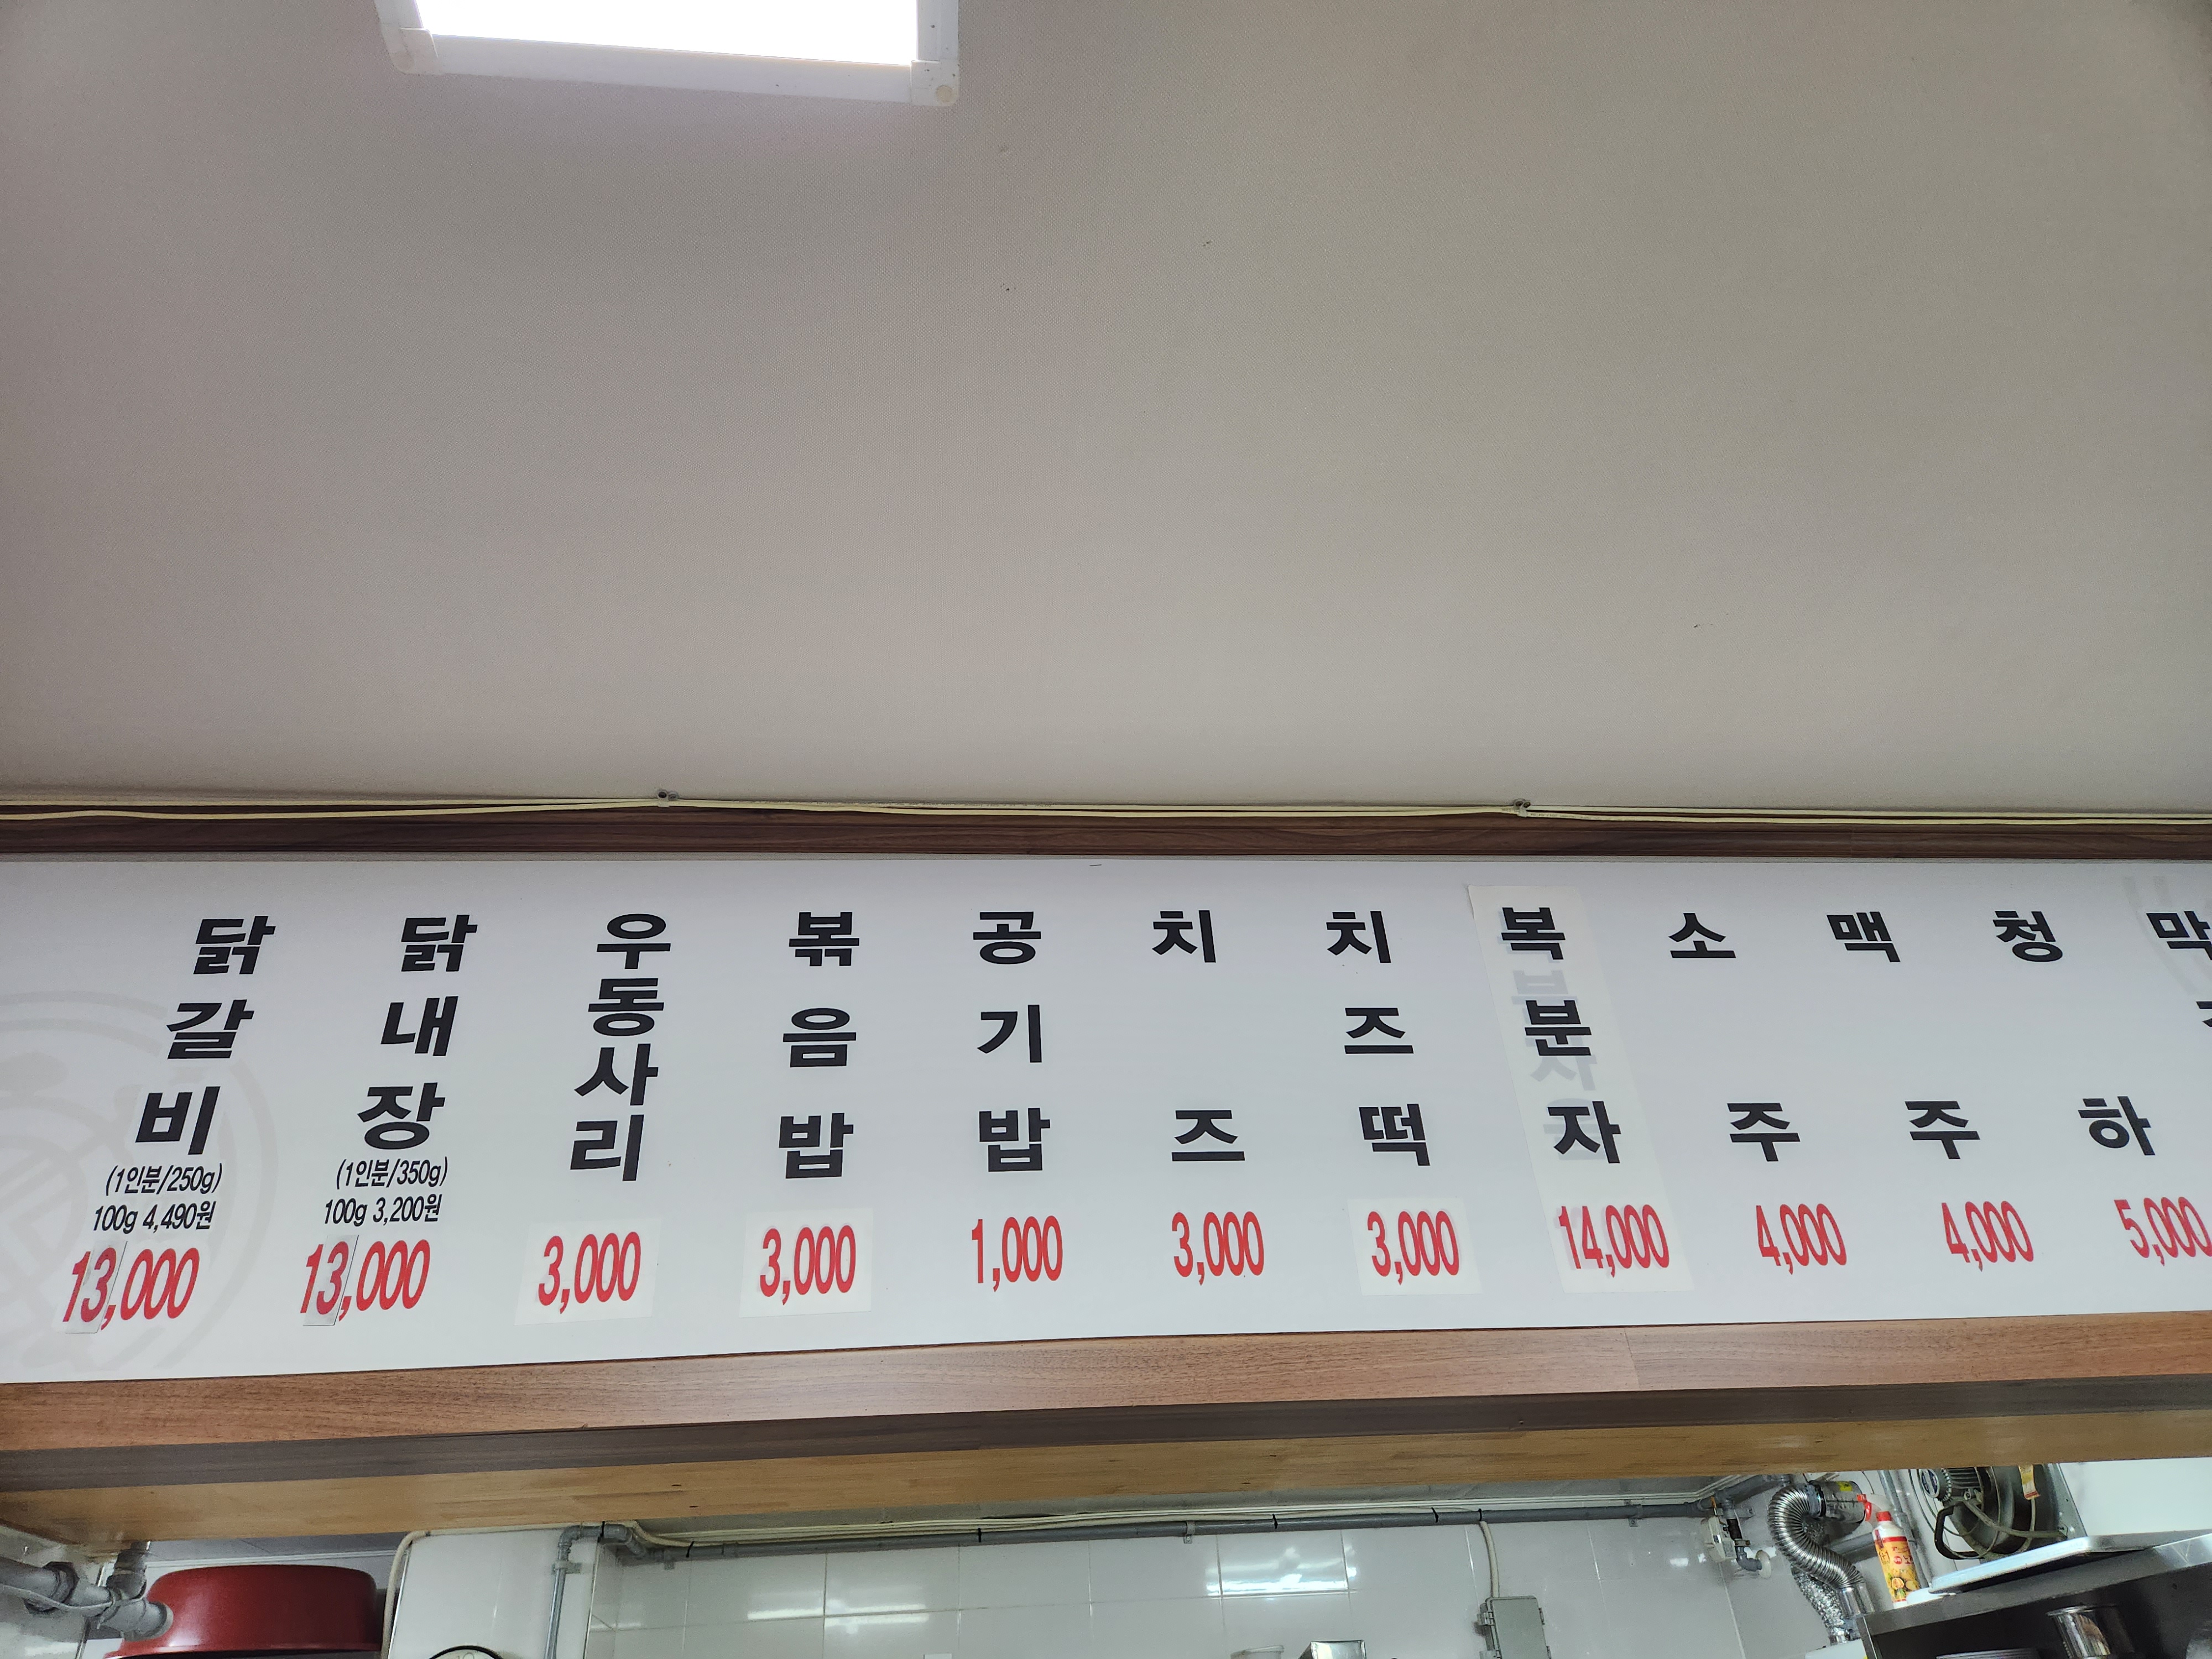 닭갈비
(1인분/250g)
100g 4,490원
13,000
닭내장
(1인분/350g)
100g 3,200원
13,000
우동사리
3,000
볶음밥
3,000
공기밥
1,000
치즈
3,000
치즈떡
3,000
복분자
14,000
소주
4,000
맥주
4,000
청하
5,000
막